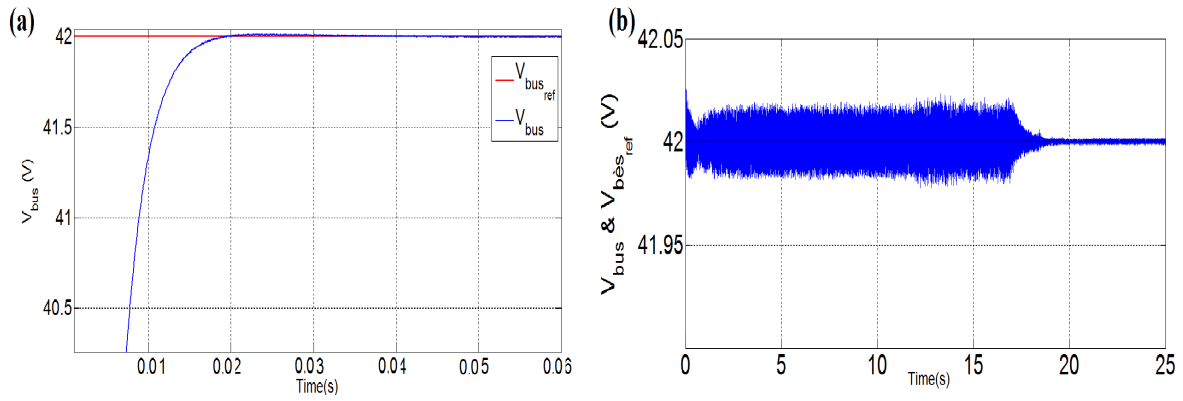 (a)
V_bus (V)
42
41.5
41
40.5
V_bus_ref
V_bus
0.01 0.02 0.03 0.04 0.05 0.06
Time(s)
(b)
V_bus & V_bès_ref (V)
42.05
42
41.95
0 5 10 15 20 25
Time(s)